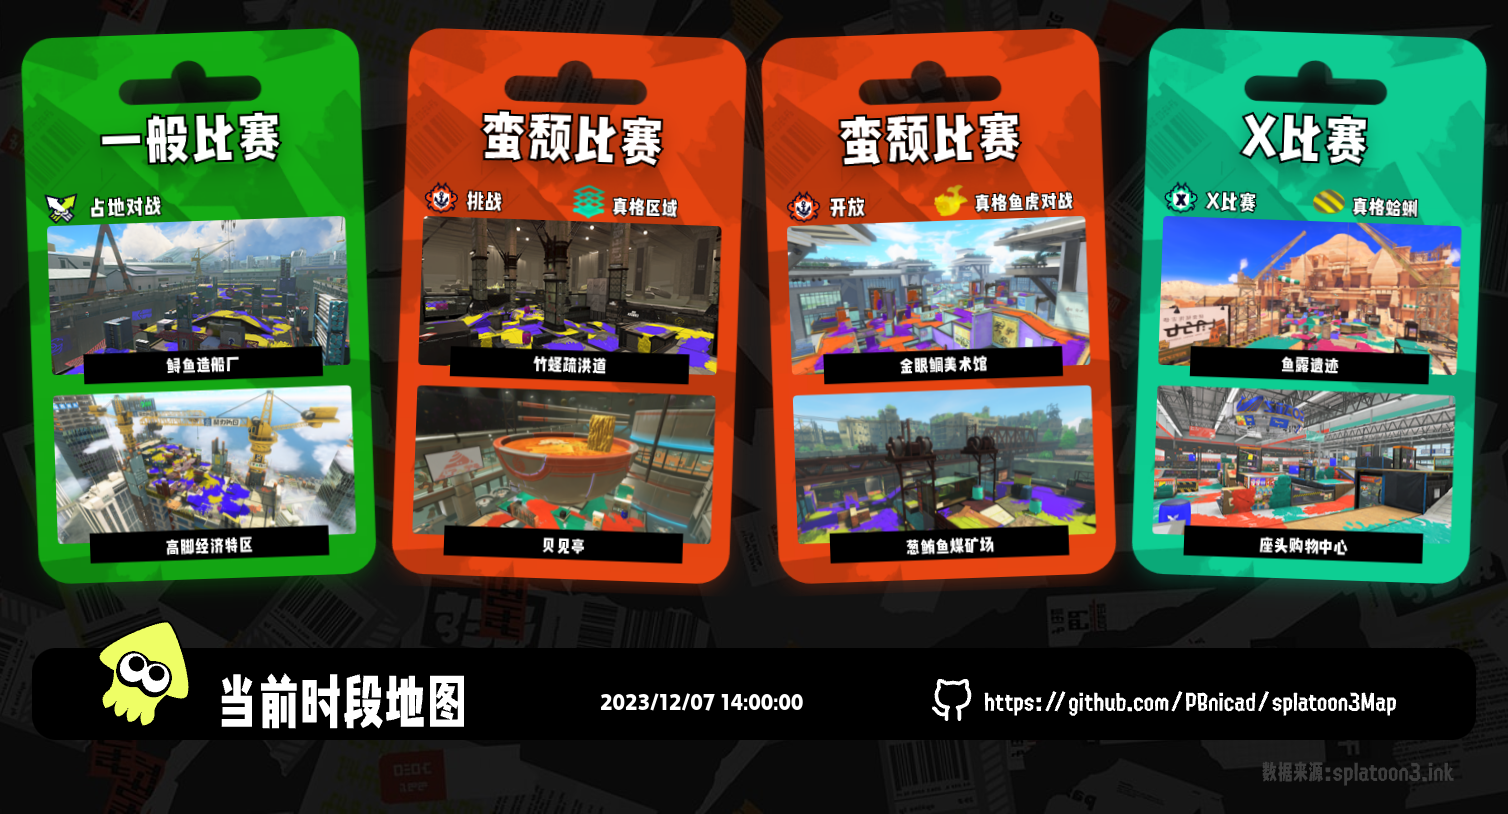 一般比赛
占地对战
鲟鱼造船厂
高脚经济特区
蛮颓比赛
挑战
真格区域
竹蛏疏洪道
贝见亭
蛮颓比赛
开放
真格鱼虎对战
金眼鲷美术馆
葱鲔鱼煤矿场
X比赛
X比赛
真格蛤蜊
鱼露遗迹
座头购物中心
当前时段地图
2023/12/07 14:00:00
https://github.com/PBnicad/splatoon3Map
数据来源:splatoon3.ink